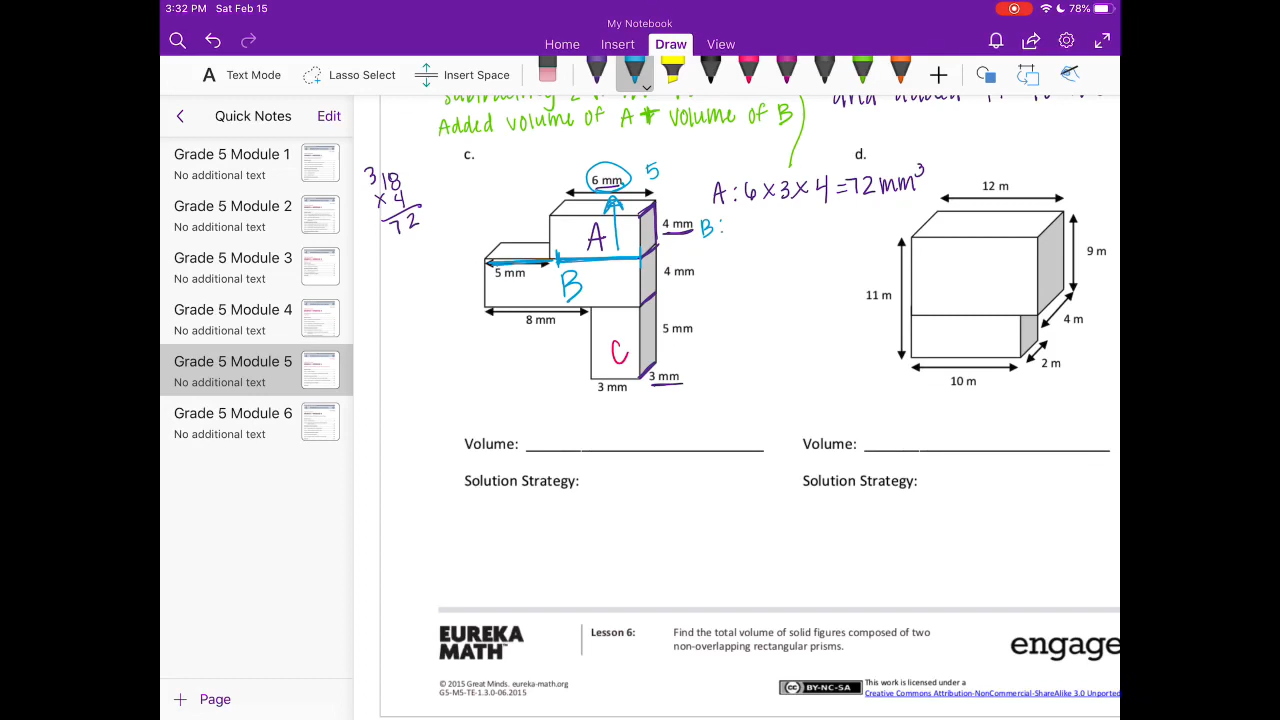 3:32 PM Sat Feb 15
78%
My Notebook
Home Insert Draw View
A Text Mode Lasso Select Insert Space
Quick Notes Edit
Grade 5 Module 1
No additional text
Grade 5 Module 2
No additional text
Grade 5 Module 3
No additional text
Grade 5 Module 4
No additional text
Grade 5 Module 5
No additional text
Grade 5 Module 6
No additional text
+ Page
Added volume of A + volume of B
and added
c.
d.
3
18
x 4
72
6 mm
5
A: 6 x 3 x 4 = 72 mm³
B:
4 mm
A
5 mm
4 mm
B
8 mm
5 mm
C
3 mm
3 mm
12 m
9 m
11 m
4 m
2 m
10 m
Volume:
Volume:
Solution Strategy:
Solution Strategy:
EUREKA
MATH™
Lesson 6:
Find the total volume of solid figures composed of two
non-overlapping rectangular prisms.
engage
© 2015 Great Minds. eureka-math.org
G5-M5-TE-1.3.0-06.2015
CC BY-NC-SA
This work is licensed under a
Creative Commons Attribution-NonCommercial-ShareAlike 3.0 Unported